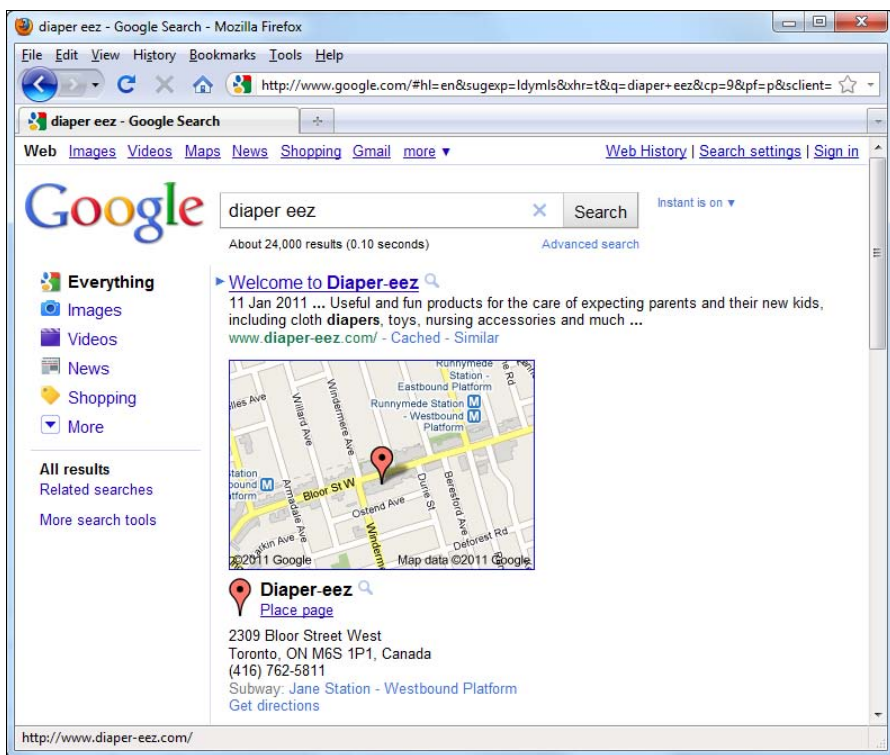 diaper eez - Google Search - Mozilla Firefox
File Edit View History Bookmarks Tools Help
http://www.google.com/#hl=en&sugexp=ldymls&xhr=t&q=diaper+eez&cp=9&pf=p&sclient=
diaper eez - Google Search
Web Images Videos Maps News Shopping Gmail more ▼ Web History | Search settings | Sign in
Google diaper eez Search Instant is on ▼
About 24,000 results (0.10 seconds) Advanced search
Everything
Images
Videos
News
Shopping
More
All results
Related searches
More search tools
Welcome to Diaper-eez
11 Jan 2011 ... Useful and fun products for the care of expecting parents and their new kids,
including cloth diapers, toys, nursing accessories and much ...
www.diaper-eez.com/ - Cached - Similar
Runnymede
Station -
Eastbound Platform
Runnymede Station
- Westbound
Platform
Willard Ave
Windermere Ave
Bloor St W
Armadale Ave
Ostend Ave
Durie St
Beresford Ave
Deforest Rd
©2011 Google Map data ©2011 Google
Diaper-eez
Place page
2309 Bloor Street West
Toronto, ON M6S 1P1, Canada
(416) 762-5811
Subway: Jane Station - Westbound Platform
Get directions
http://www.diaper-eez.com/